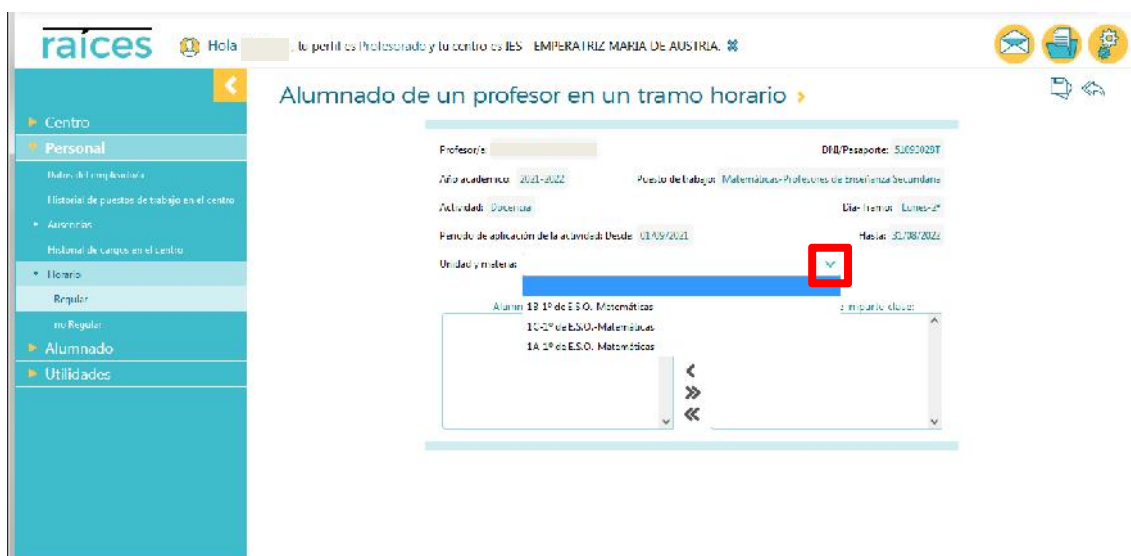 raíces
Hola , tu perfil es Profesorado y tu centro es IES - EMPERATRIZ MARIA DE AUSTRIA.
Alumnado de un profesor en un tramo horario
Centro
Personal
Datos del empleado/a
Historial de puestos de trabajo en el centro
Ausencias
Historial de cargos en el centro
Horario
Regular
no Regular
Alumnado
Utilidades
Profesor/a: DNI/Pasaporte:
Año academico: 2021-2022 Puesto de trabajo: Matemáticas-Profesores de Enseñanza Secundaria
Actividad: Docencia Día-Tramo: Lunes-2ª
Periodo de aplicación de la actividad: Desde: 01/09/2021 Hasta: 31/08/2022
Unidad y materia:
Alumn imparte clase:
1B-1º de E.S.O.-Matemáticas
1C-1º de E.S.O.-Matemáticas
1A-1º de E.S.O.-Matemáticas